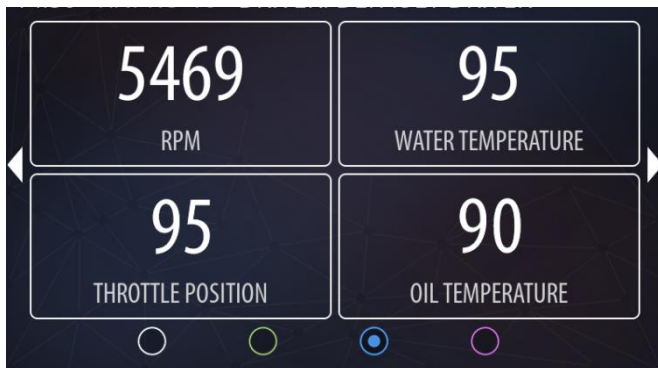 5469
RPM
95
WATER TEMPERATURE
95
THROTTLE POSITION
90
OIL TEMPERATURE